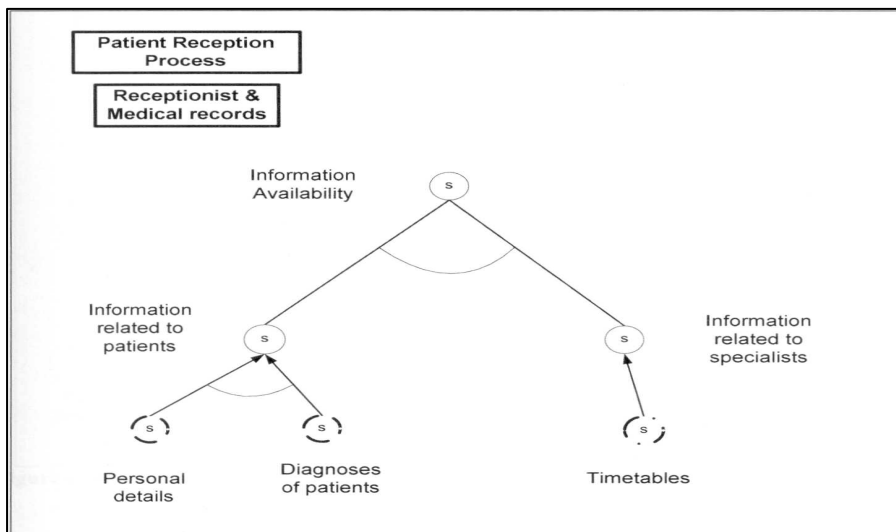 Patient Reception
Process
Receptionist &
Medical records
Information
Availability
s
Information
related to
patients
s
s
Information
related to
specialists
s
s
s
Personal
details
Diagnoses
of patients
Timetables